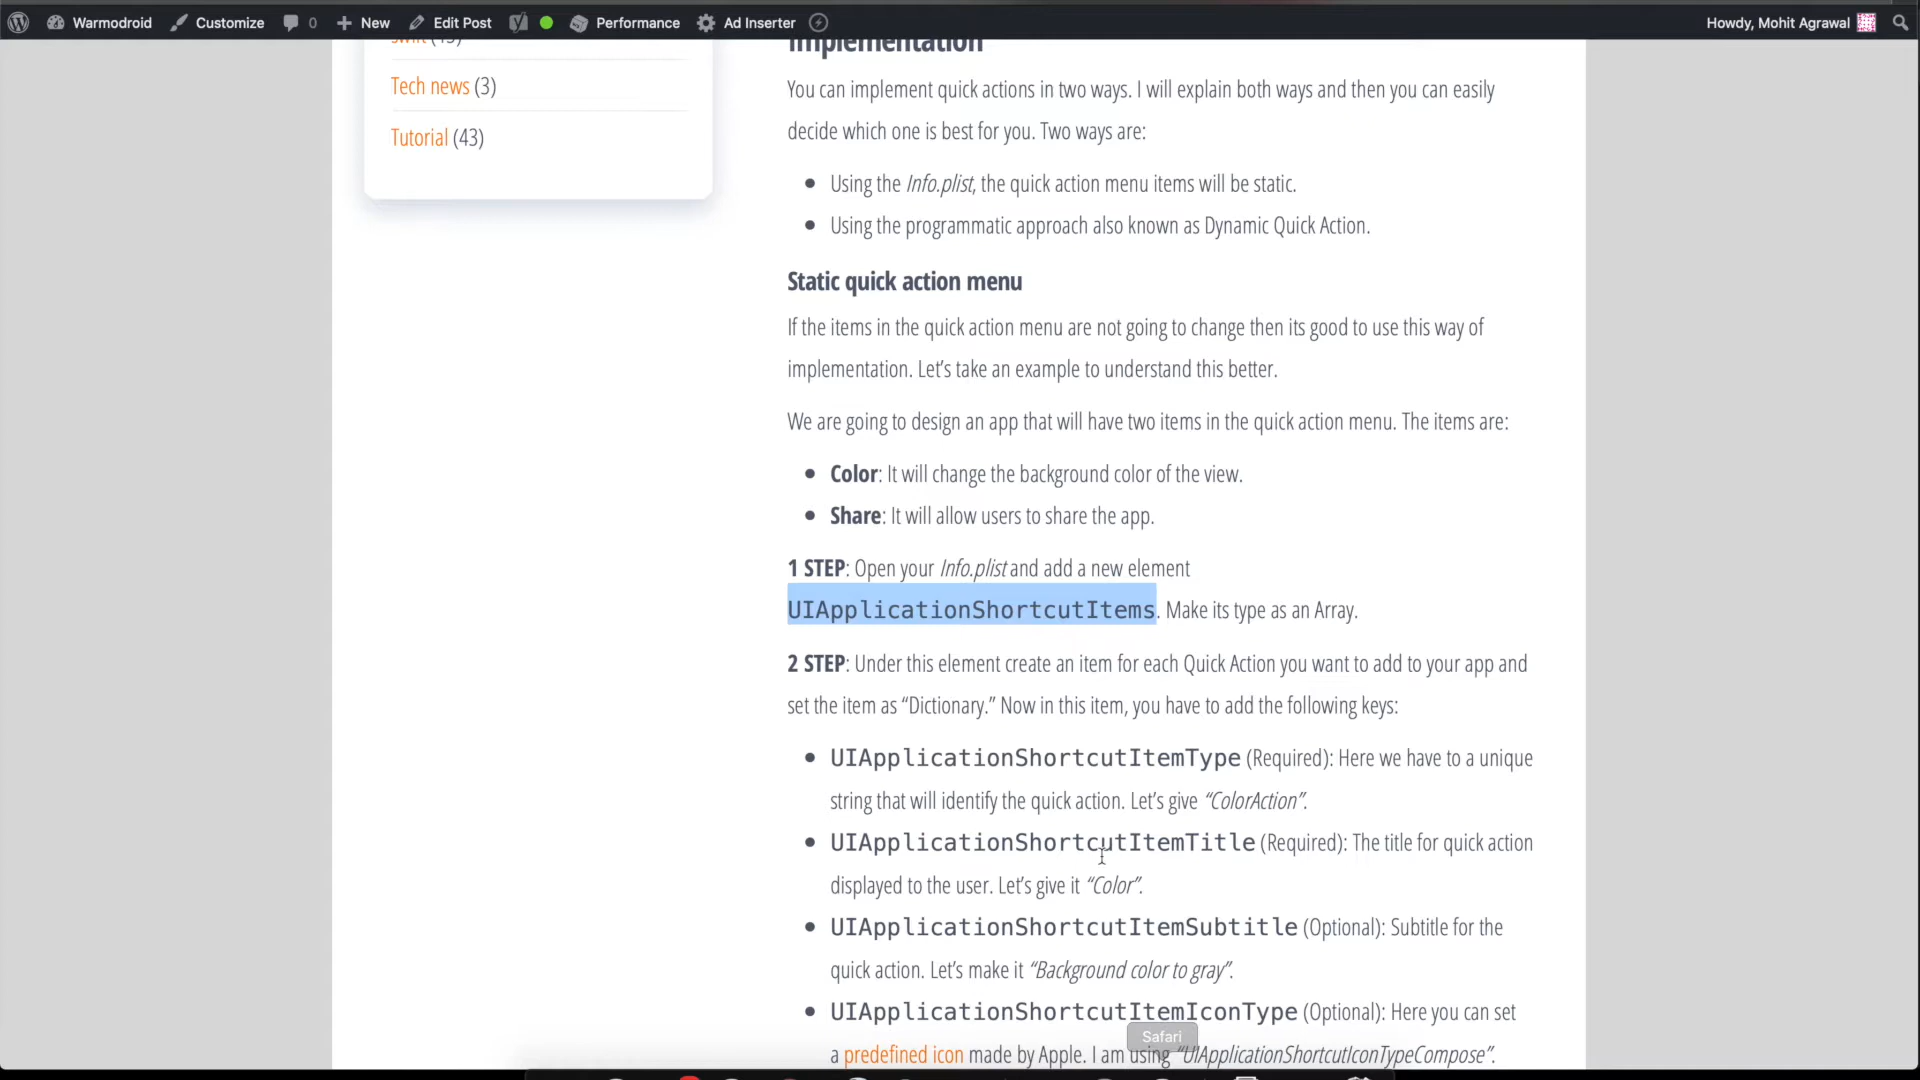 Warmodroid Customize 0 New Edit Post Performance Ad Inserter Howdy, Mohit Agrawal
Tech news (3)
Tutorial (43)
Implementation
You can implement quick actions in two ways. I will explain both ways and then you can easily
decide which one is best for you. Two ways are:
Using the Info.plist, the quick action menu items will be static.
Using the programmatic approach also known as Dynamic Quick Action.
Static quick action menu
If the items in the quick action menu are not going to change then its good to use this way of
implementation. Let’s take an example to understand this better.
We are going to design an app that will have two items in the quick action menu. The items are:
Color: It will change the background color of the view.
Share: It will allow users to share the app.
1 STEP: Open your Info.plist and add a new element
UIApplicationShortcutItems. Make its type as an Array.
2 STEP: Under this element create an item for each Quick Action you want to add to your app and
set the item as “Dictionary.” Now in this item, you have to add the following keys:
UIApplicationShortcutItemType (Required): Here we have to a unique
string that will identify the quick action. Let’s give “ColorAction”.
UIApplicationShortcutItemTitle (Required): The title for quick action
displayed to the user. Let’s give it “Color”.
UIApplicationShortcutItemSubtitle (Optional): Subtitle for the
quick action. Let’s make it “Background color to gray”.
UIApplicationShortcutItemIconType (Optional): Here you can set
Safari
a predefined icon made by Apple. I am using “UIApplicationShortcutIconTypeCompose”.